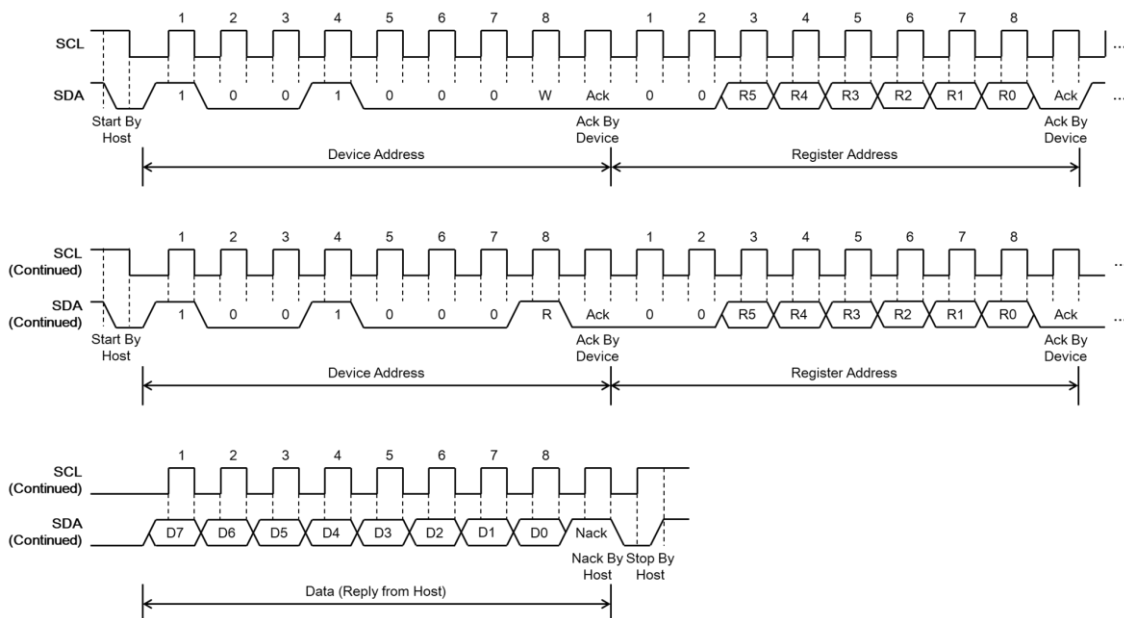 1 2 3 4 5 6 7 8 1 2 3 4 5 6 7 8
SCL ...
SDA 1 0 0 1 0 0 0 W Ack 0 0 R5 R4 R3 R2 R1 R0 Ack ...
Start By Host
Ack By Device
Ack By Device
Device Address
Register Address
1 2 3 4 5 6 7 8 1 2 3 4 5 6 7 8
SCL (Continued) ...
SDA (Continued) 1 0 0 1 0 0 0 R Ack 0 0 R5 R4 R3 R2 R1 R0 Ack ...
Start By Host
Ack By Device
Ack By Device
Device Address
Register Address
1 2 3 4 5 6 7 8
SCL (Continued)
SDA (Continued) D7 D6 D5 D4 D3 D2 D1 D0 Nack
Nack By Host
Stop By Host
Data (Reply from Host)